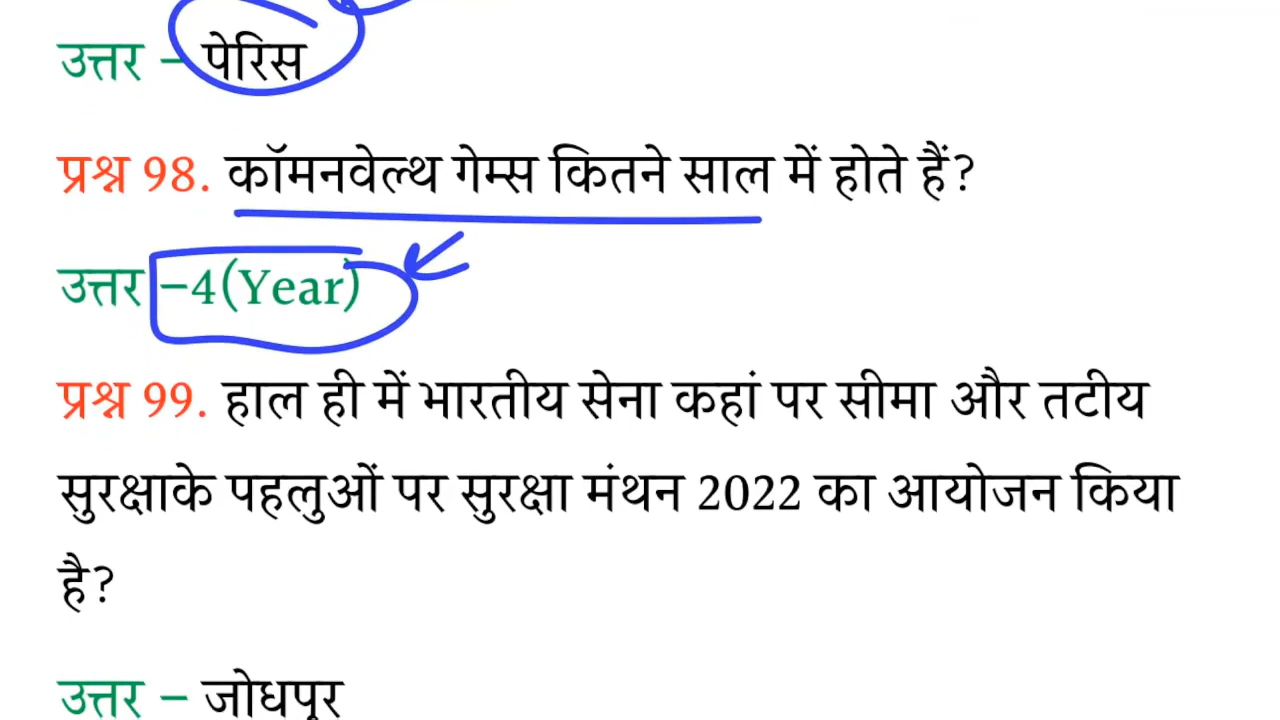 उत्तर – पेरिस
प्रश्न 98. कॉमनवेल्थ गेम्स कितने साल में होते हैं?
उत्तर –4(Year)
प्रश्न 99. हाल ही में भारतीय सेना कहां पर सीमा और तटीय
सुरक्षाके पहलुओं पर सुरक्षा मंथन 2022 का आयोजन किया
है?
उत्तर – जोधपुर